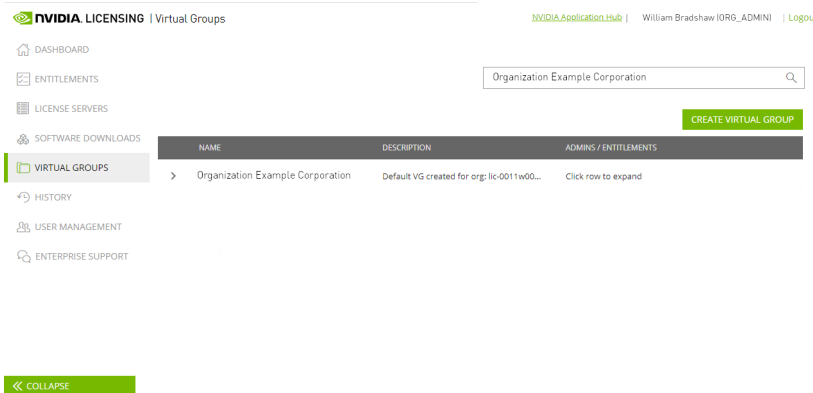 NVIDIA. LICENSING | Virtual Groups
NVIDIA Application Hub | William Bradshaw (ORG_ADMIN) | Logou
DASHBOARD
ENTITLEMENTS
Organization Example Corporation
LICENSE SERVERS
CREATE VIRTUAL GROUP
SOFTWARE DOWNLOADS
NAME DESCRIPTION ADMINS / ENTITLEMENTS
VIRTUAL GROUPS
Organization Example Corporation Default VG created for org: lic-0011w00... Click row to expand
HISTORY
USER MANAGEMENT
ENTERPRISE SUPPORT
COLLAPSE